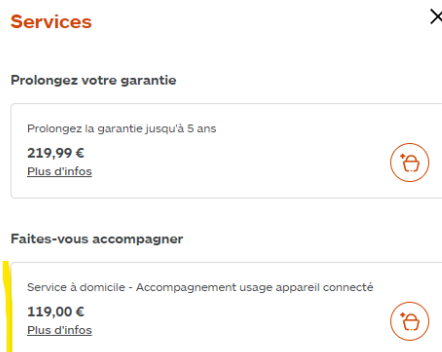 Services
Prolongez votre garantie
Prolongez la garantie jusqu'à 5 ans
219,99 €
Plus d'infos
Faites-vous accompagner
Service à domicile - Accompagnement usage appareil connecté
119,00 €
Plus d'infos